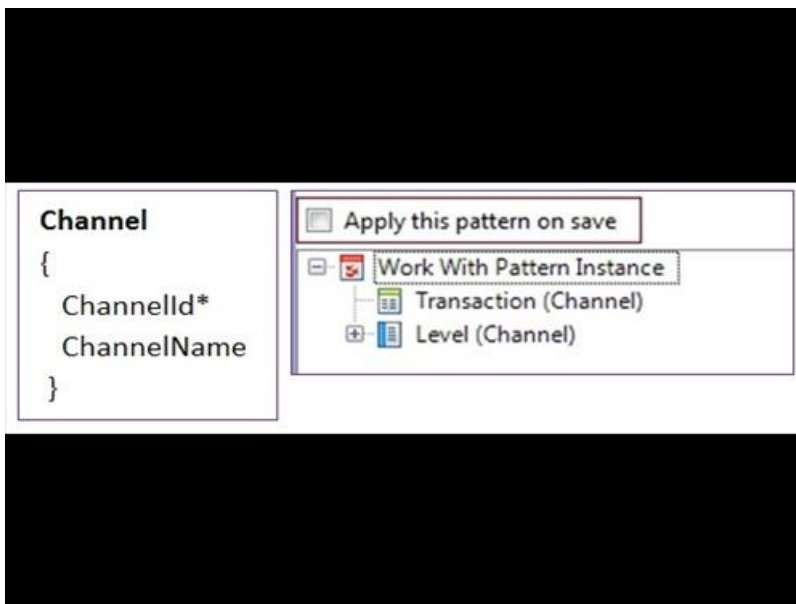 Channel
{
ChannelId*
ChannelName
}
Apply this pattern on save
Work With Pattern Instance
Transaction (Channel)
Level (Channel)